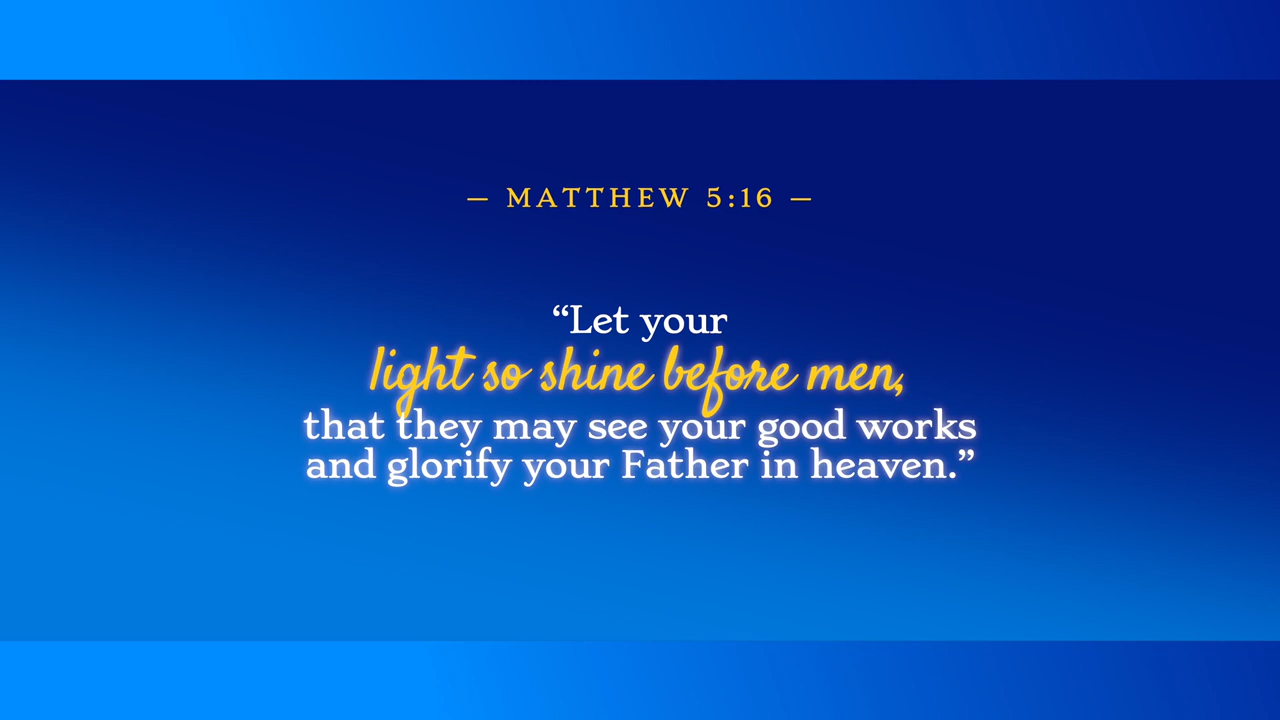 — MATTHEW 5:16 —
“Let your
light so shine before men,
that they may see your good works
and glorify your Father in heaven.”